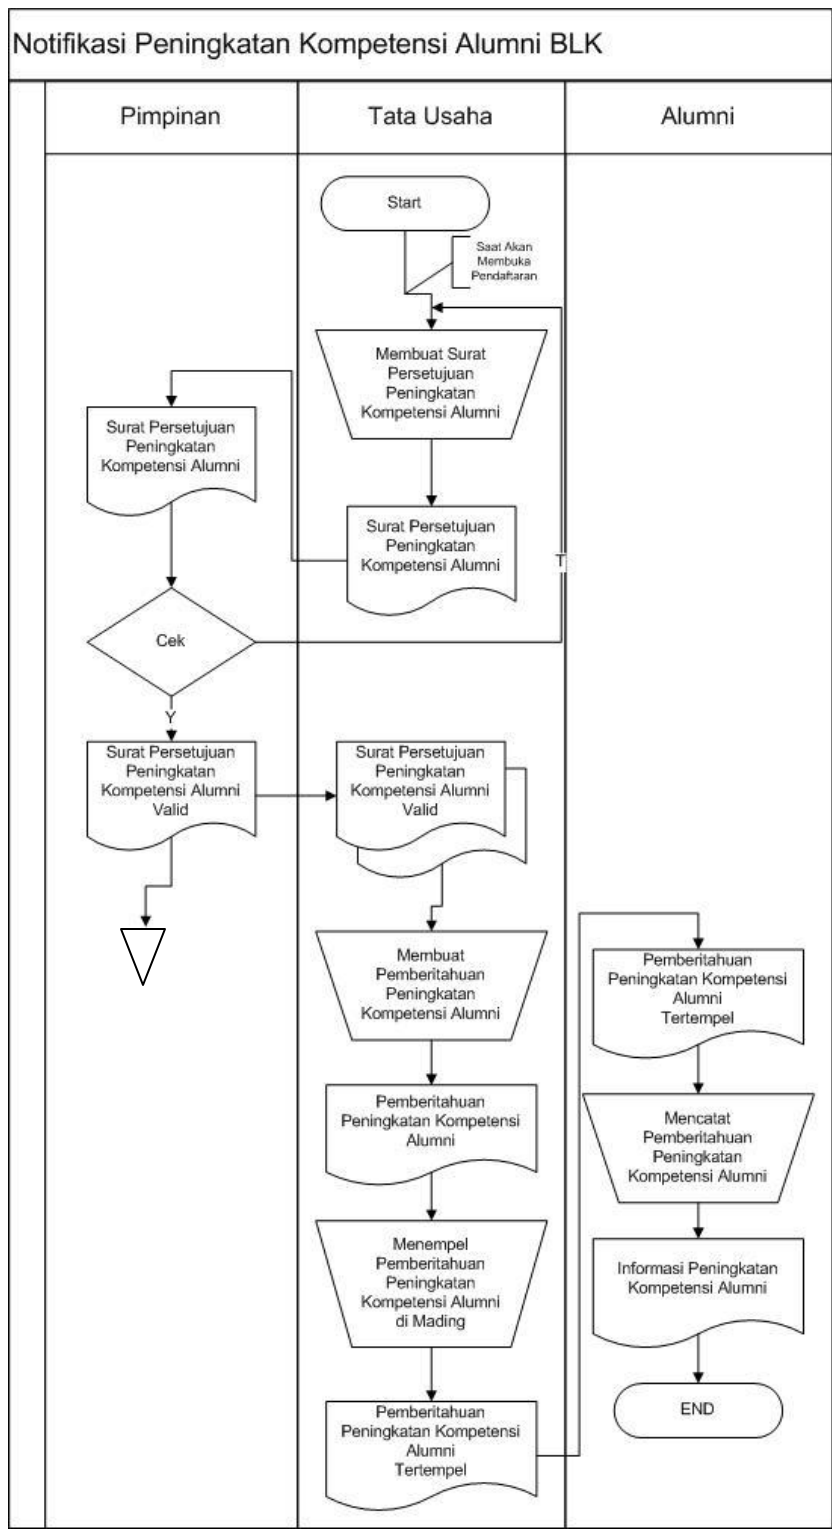 Notifikasi Peningkatan Kompetensi Alumni BLK
Pimpinan
Tata Usaha
Alumni
Start
Saat Akan
Membuka
Pendaftaran
Membuat Surat
Persetujuan
Peningkatan
Kompetensi Alumni
Surat Persetujuan
Peningkatan
Kompetensi Alumni
Surat Persetujuan
Peningkatan
Kompetensi Alumni
T
Cek
Y
Surat Persetujuan
Peningkatan
Kompetensi Alumni
Valid
Surat Persetujuan
Peningkatan
Kompetensi Alumni
Valid
Membuat
Pemberitahuan
Peningkatan
Kompetensi Alumni
Pemberitahuan
Peningkatan Kompetensi
Alumni
Menempel
Pemberitahuan
Peningkatan
Kompetensi Alumni
di Mading
Pemberitahuan
Peningkatan Kompetensi
Alumni
Tertempel
Pemberitahuan
Peningkatan Kompetensi
Alumni
Tertempel
Mencatat
Pemberitahuan
Peningkatan
Kompetensi Alumni
Informasi Peningkatan
Kompetensi Alumni
END